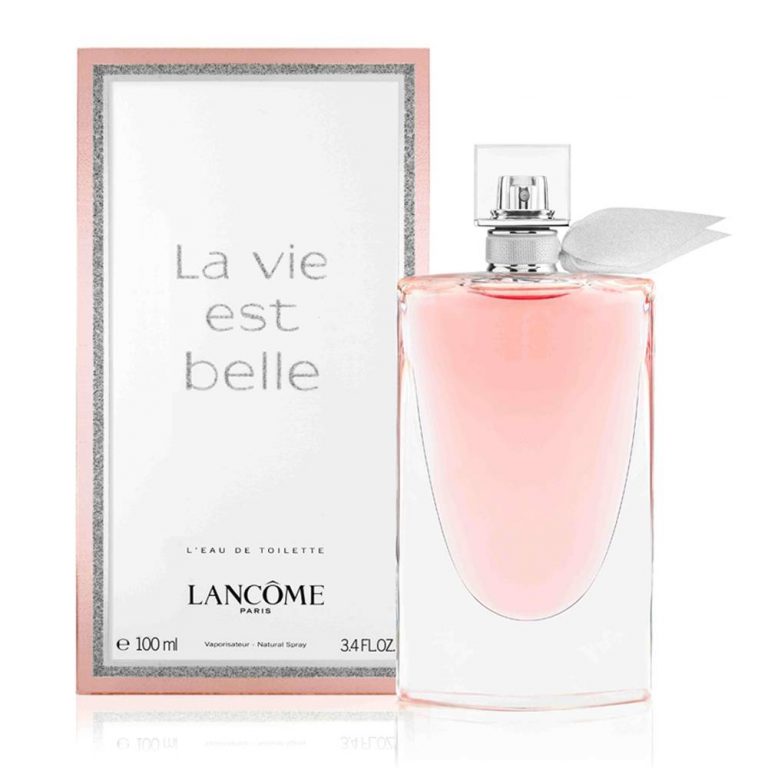 La vie
est
belle
L'EAU DE TOILETTE
LANCÔME
PARIS
℮ 100 ml Vaporisateur - Natural Spray 3.4 FL.OZ.